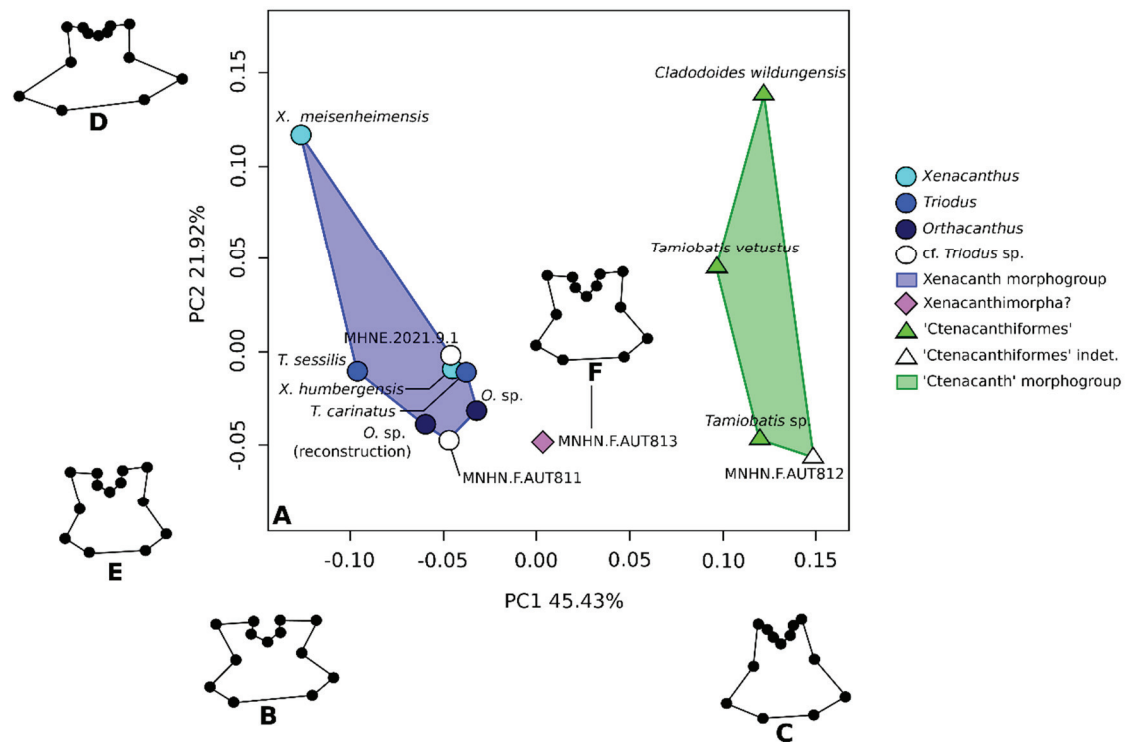 D
0.15
0.10
0.05
0.00
-0.05
PC2 21.92%
X. meisenheimensis
Cladodoides wildungensis
Tamiobatis vetustus
MHNE.2021.9.1
T. sessilis
X. humbergensis
T. carinatus
O. sp.
O. sp.
(reconstruction)
F
MNHN.F.AUT813
Tamiobatis sp.
MNHN.F.AUT812
MNHN.F.AUT811
A
-0.10
-0.05
0.00
0.05
0.10
0.15
PC1 45.43%
Xenacanthus
Triodus
Orthacanthus
cf. Triodus sp.
Xenacanth morphogroup
Xenacanthimorpha?
'Ctenacanthiformes'
'Ctenacanthiformes' indet.
'Ctenacanth' morphogroup
E
B
C